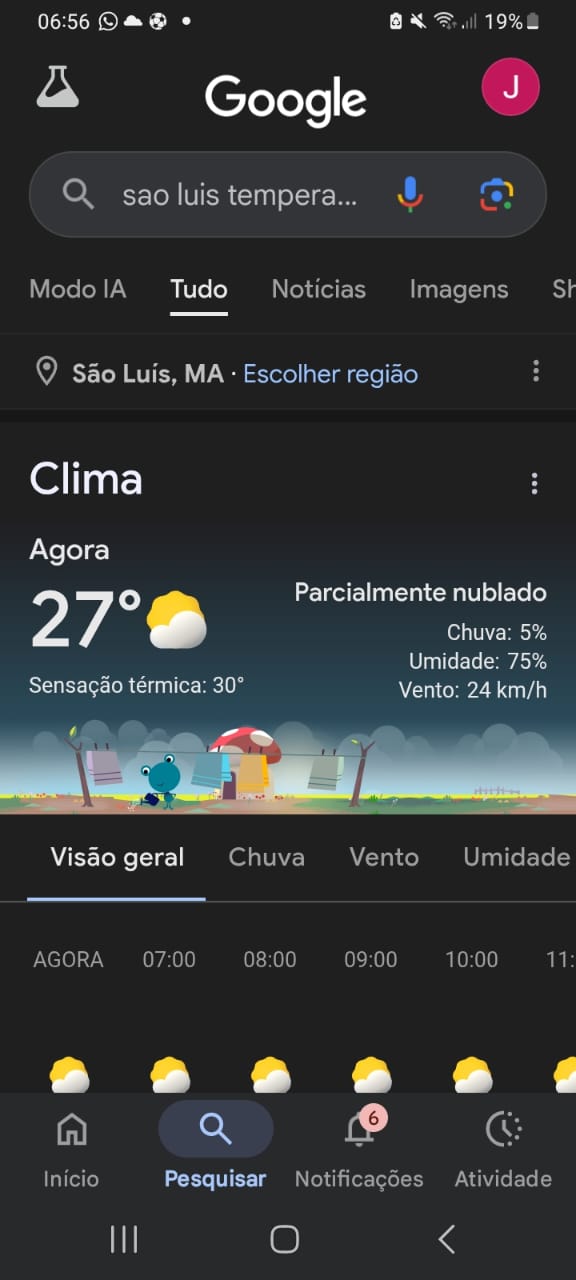 06:56
19%
Google
J
sao luis tempera...
Modo IA Tudo Notícias Imagens Sh
São Luís, MA · Escolher região
Clima
Agora
27°
Parcialmente nublado
Chuva: 5%
Umidade: 75%
Vento: 24 km/h
Sensação térmica: 30°
Visão geral Chuva Vento Umidade
AGORA 07:00 08:00 09:00 10:00 11:
6
Início Pesquisar Notificações Atividade